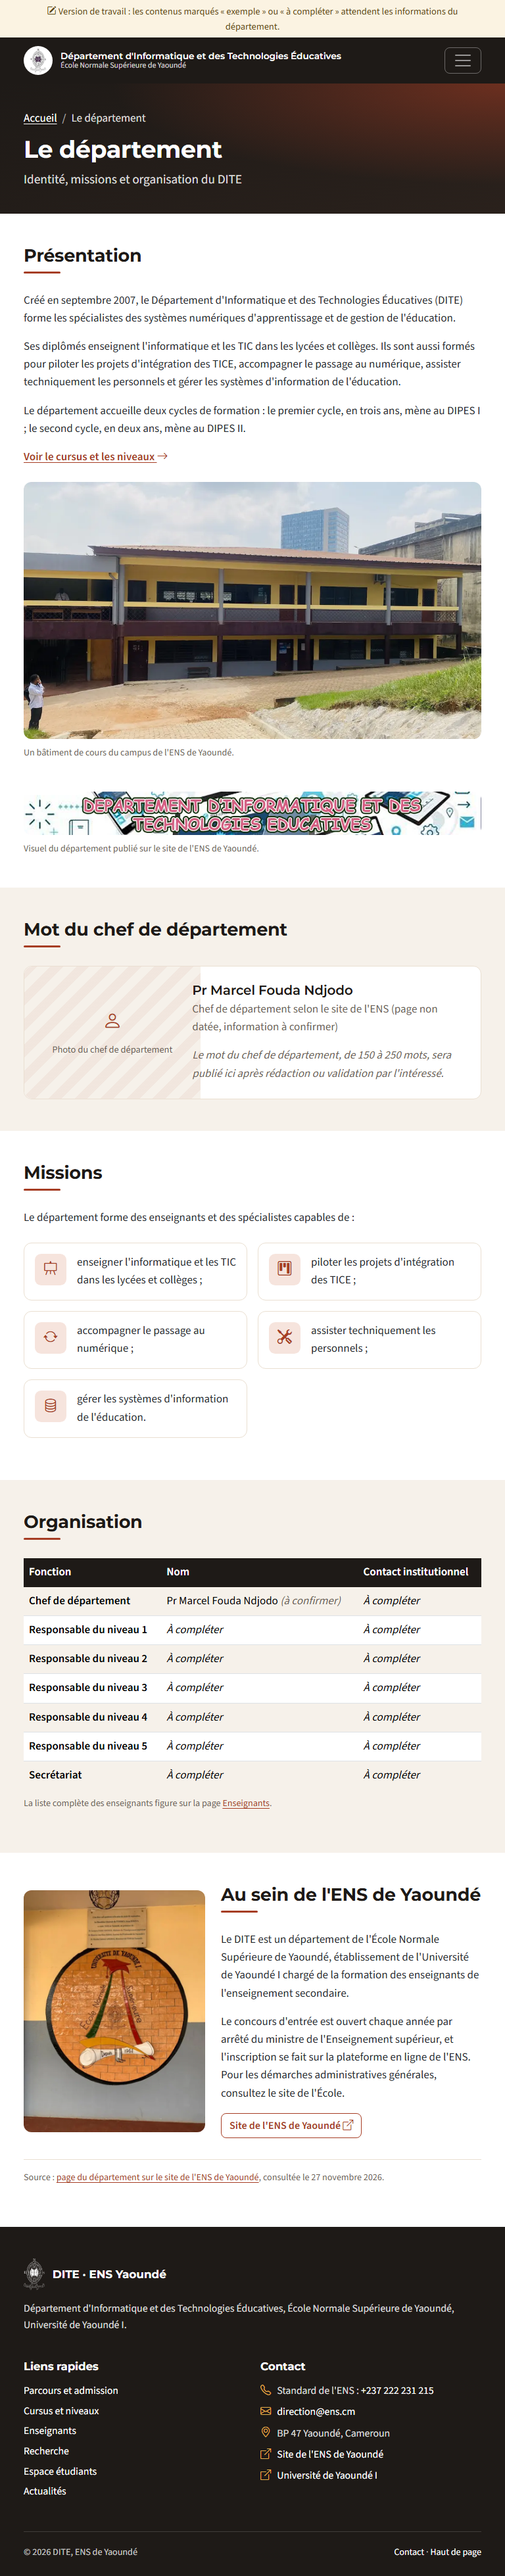 Version de travail : les contenus marqués « exemple » ou « à compléter » attendent les informations du
département.
Département d'Informatique et des Technologies Éducatives
École Normale Supérieure de Yaoundé
Accueil / Le département
Le département
Identité, missions et organisation du DITE
Présentation
Créé en septembre 2007, le Département d'Informatique et des Technologies Éducatives (DITE)
forme les spécialistes des systèmes numériques d'apprentissage et de gestion de l'éducation.
Ses diplômés enseignent l'informatique et les TIC dans les lycées et collèges. Ils sont aussi formés
pour piloter les projets d'intégration des TICE, accompagner le passage au numérique, assister
techniquement les personnels et gérer les systèmes d'information de l'éducation.
Le département accueille deux cycles de formation : le premier cycle, en trois ans, mène au DIPES I
; le second cycle, en deux ans, mène au DIPES II.
Voir le cursus et les niveaux
Un bâtiment de cours du campus de l'ENS de Yaoundé.
DEPARTEMENT D'INFORMATIQUE ET DES
TECHNOLOGIES EDUCATIVES
Visuel du département publié sur le site de l'ENS de Yaoundé.
Mot du chef de département
Photo du chef de département
Pr Marcel Fouda Ndjodo
Chef de département selon le site de l'ENS (page non
datée, information à confirmer)
Le mot du chef de département, de 150 à 250 mots, sera
publié ici après rédaction ou validation par l'intéressé.
Missions
Le département forme des enseignants et des spécialistes capables de :
enseigner l'informatique et les TIC
dans les lycées et collèges ;
piloter les projets d'intégration
des TICE ;
accompagner le passage au
numérique ;
assister techniquement les
personnels ;
gérer les systèmes d'information
de l'éducation.
Organisation
Fonction Nom Contact institutionnel
Chef de département Pr Marcel Fouda Ndjodo (à confirmer) À compléter
Responsable du niveau 1 À compléter À compléter
Responsable du niveau 2 À compléter À compléter
Responsable du niveau 3 À compléter À compléter
Responsable du niveau 4 À compléter À compléter
Responsable du niveau 5 À compléter À compléter
Secrétariat À compléter À compléter
La liste complète des enseignants figure sur la page Enseignants.
Au sein de l'ENS de Yaoundé
Le DITE est un département de l'École Normale
Supérieure de Yaoundé, établissement de l'Université
de Yaoundé I chargé de la formation des enseignants de
l'enseignement secondaire.
Le concours d'entrée est ouvert chaque année par
arrêté du ministre de l'Enseignement supérieur, et
l'inscription se fait sur la plateforme en ligne de l'ENS.
Pour les démarches administratives générales,
consultez le site de l'École.
Site de l'ENS de Yaoundé
Source : page du département sur le site de l'ENS de Yaoundé, consultée le 27 novembre 2026.
DITE · ENS Yaoundé
Département d'Informatique et des Technologies Éducatives, École Normale Supérieure de Yaoundé,
Université de Yaoundé I.
Liens rapides
Parcours et admission
Cursus et niveaux
Enseignants
Recherche
Espace étudiants
Actualités
Contact
Standard de l'ENS : +237 222 231 215
direction@ens.cm
BP 47 Yaoundé, Cameroun
Site de l'ENS de Yaoundé
Université de Yaoundé I
© 2026 DITE, ENS de Yaoundé
Contact · Haut de page